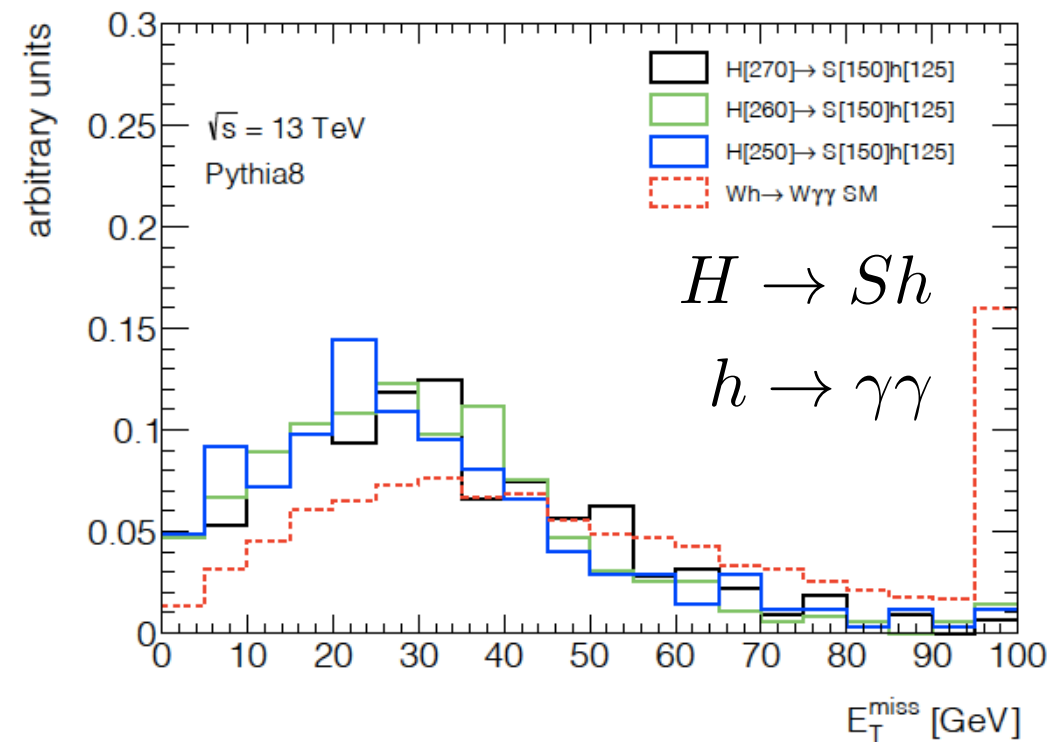 arbitrary units
0.3
0.25
0.2
0.15
0.1
0.05
0
√s = 13 TeV
Pythia8
H[270]→ S[150]h[125]
H[260]→ S[150]h[125]
H[250]→ S[150]h[125]
Wh→ Wγγ SM
H → Sh
h → γγ
0 10 20 30 40 50 60 70 80 90 100
E_T^miss [GeV]